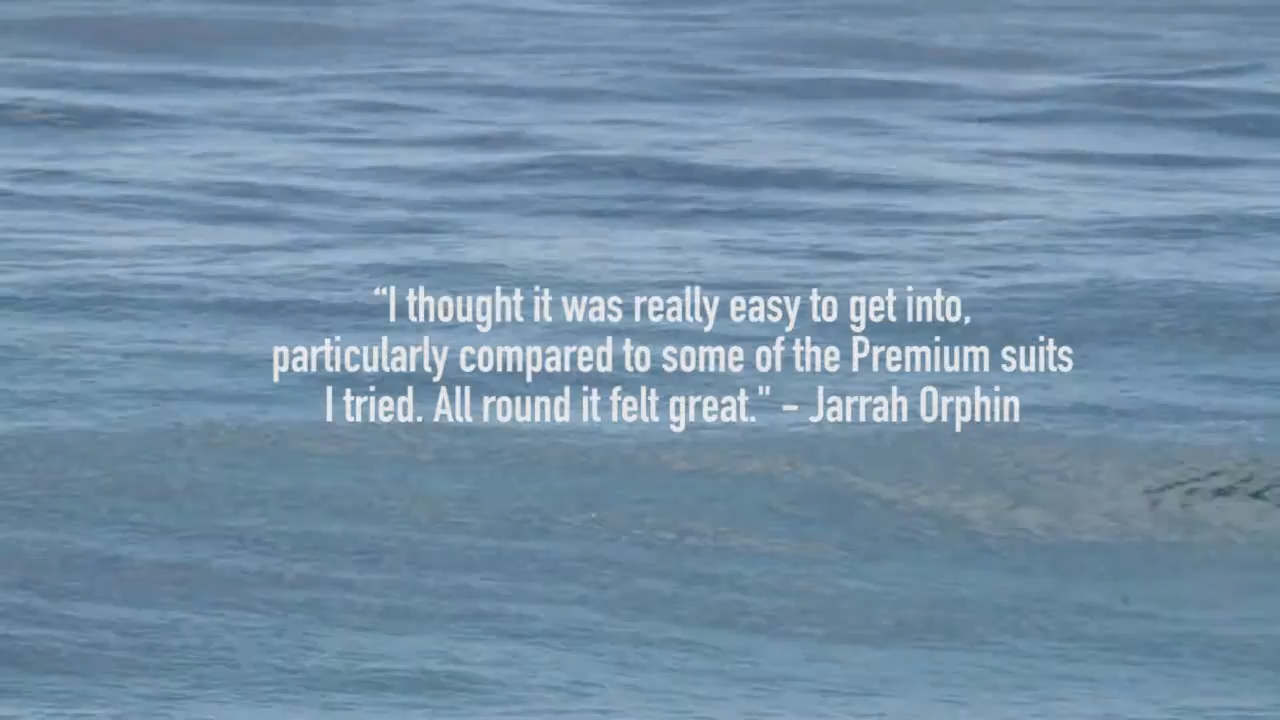 “I thought it was really easy to get into,
particularly compared to some of the Premium suits
I tried. All round it felt great." - Jarrah Orphin